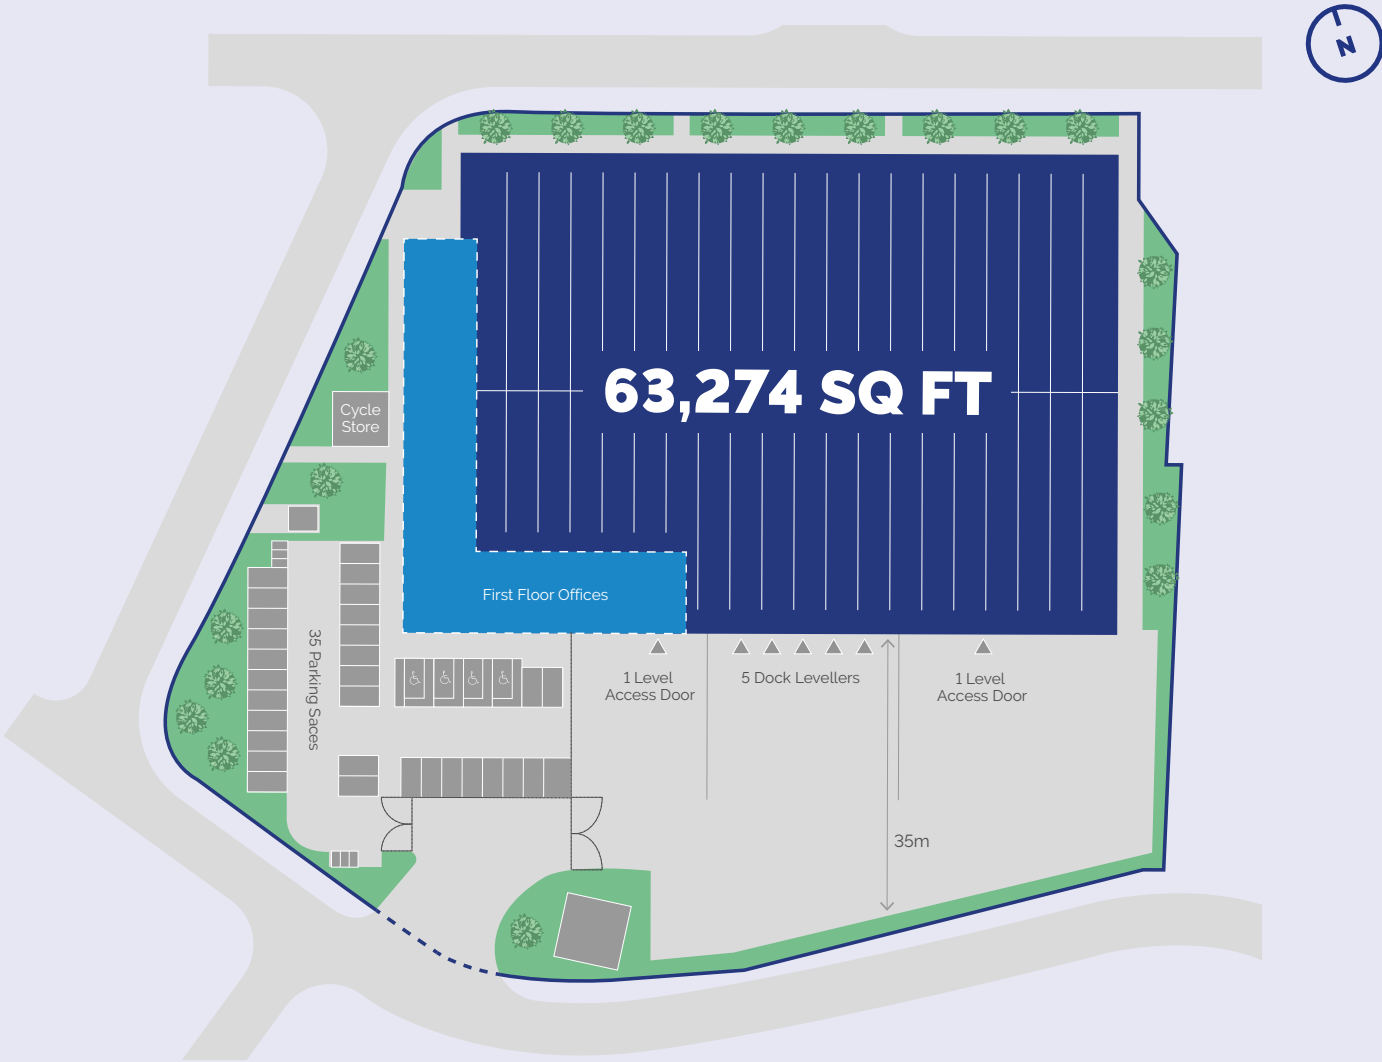 N
63,274 SQ FT
Cycle
Store
First Floor Offices
35 Parking Saces
1 Level
Access Door
5 Dock Levellers
1 Level
Access Door
35m